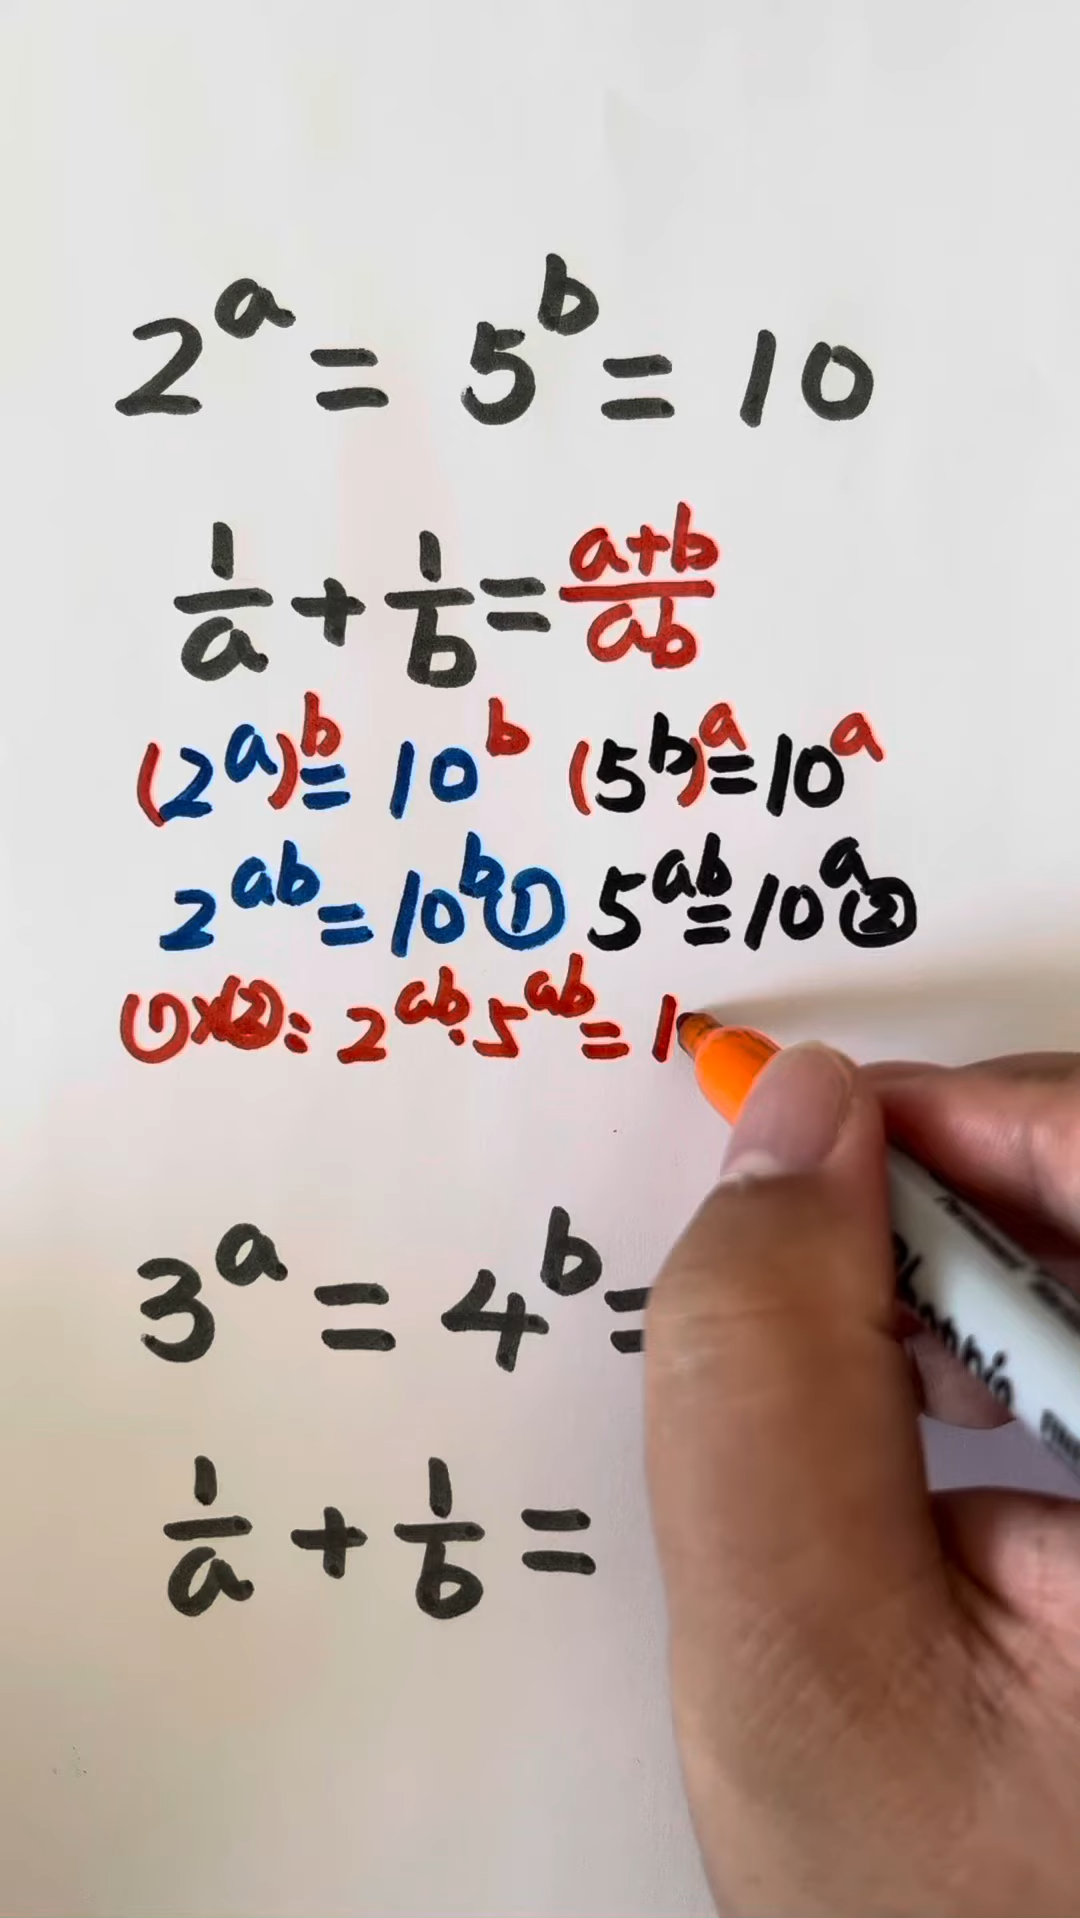 2^a = 5^b = 10
1/a + 1/b = a+b/ab
(2^a)^b = 10^b (5^b)^a = 10^a
2^ab = 10^b ① 5^ab = 10^a ②
①×②: 2^ab · 5^ab = 1
3^a = 4^b =
1/a + 1/b =